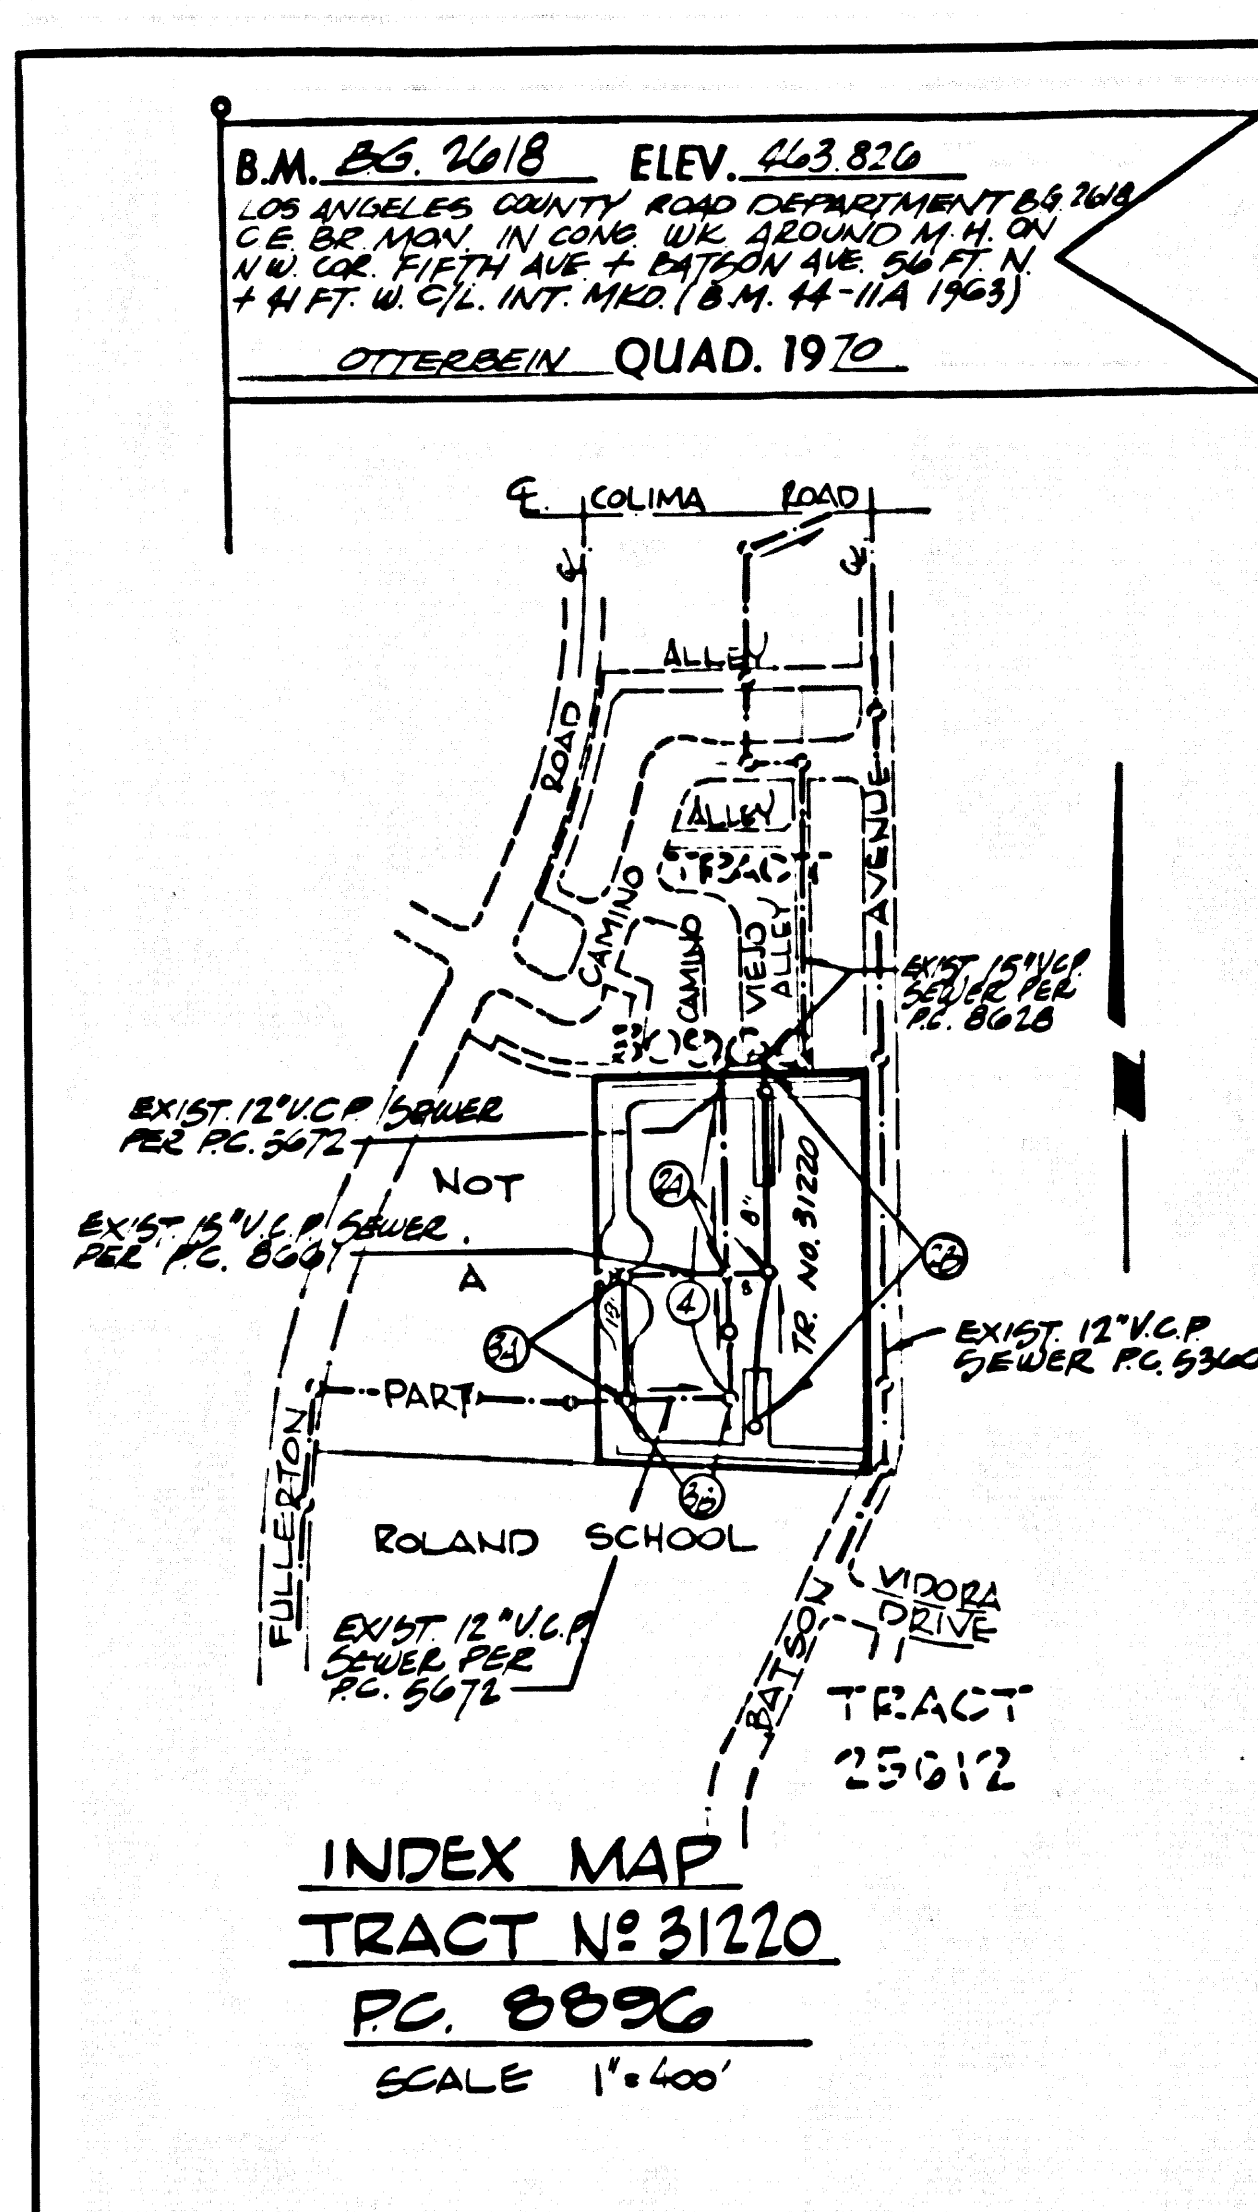 B.M. BG. 2618 ELEV. 463.826
LOS ANGELES COUNTY ROAD DEPARTMENT BG. 2618
C.E. BR. MON. IN CONC. WK. AROUND M.H. ON
N.W. COR. FIFTH AVE. + BATSON AVE. 56 FT. N.
+ 41 FT. W. C/L. INT. MKD. (B.M. 44-11A 1963)
OTTERBEIN QUAD. 1970
℄ COLIMA ROAD
℄ ℄
ALLEY
ROAD
ALLEY
AVENUE
TRACT
CAMINO
CAMINO
VIEJO
ALLEY
EXIST. 15" V.C.P.
SEWER PER
P.C. 8628
EXIST. 12" V.C.P. SEWER
PER P.C. 5672
NOT
2A
8"
TR. NO. 31220
EXIST. 15" V.C.P. SEWER
PER P.C.
A
2B
8
4
3A
EXIST. 12" V.C.P.
SEWER P.C. 5360
PART
FULLERTON
3B
ROLAND SCHOOL
VIDORA
DRIVE
EXIST. 12" V.C.P.
SEWER PER
P.C. 5672
BATSON
TRACT
25612
INDEX MAP
TRACT Nº 31220
P.C. 8896
SCALE 1"=400'